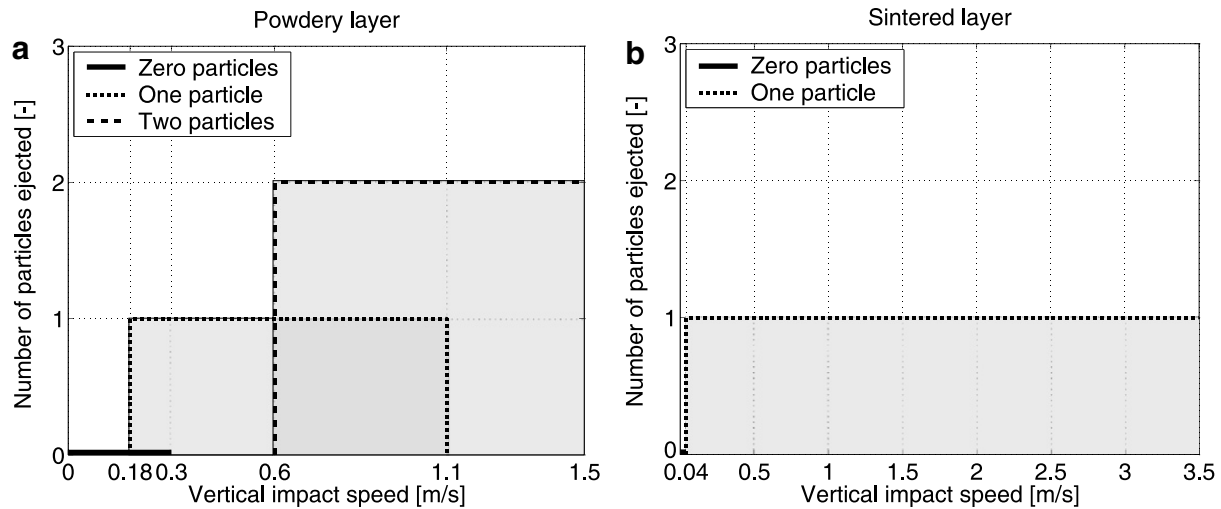 Powdery layer
a
Zero particles
One particle
Two particles
Number of particles ejected [-]
3
2
1
0
0 0.18 0.3 0.6 1.1 1.5
Vertical impact speed [m/s]
Sintered layer
b
Zero particles
One particle
Number of particles ejected [-]
3
2
1
0
0.04 0.5 1 1.5 2 2.5 3 3.5
Vertical impact speed [m/s]